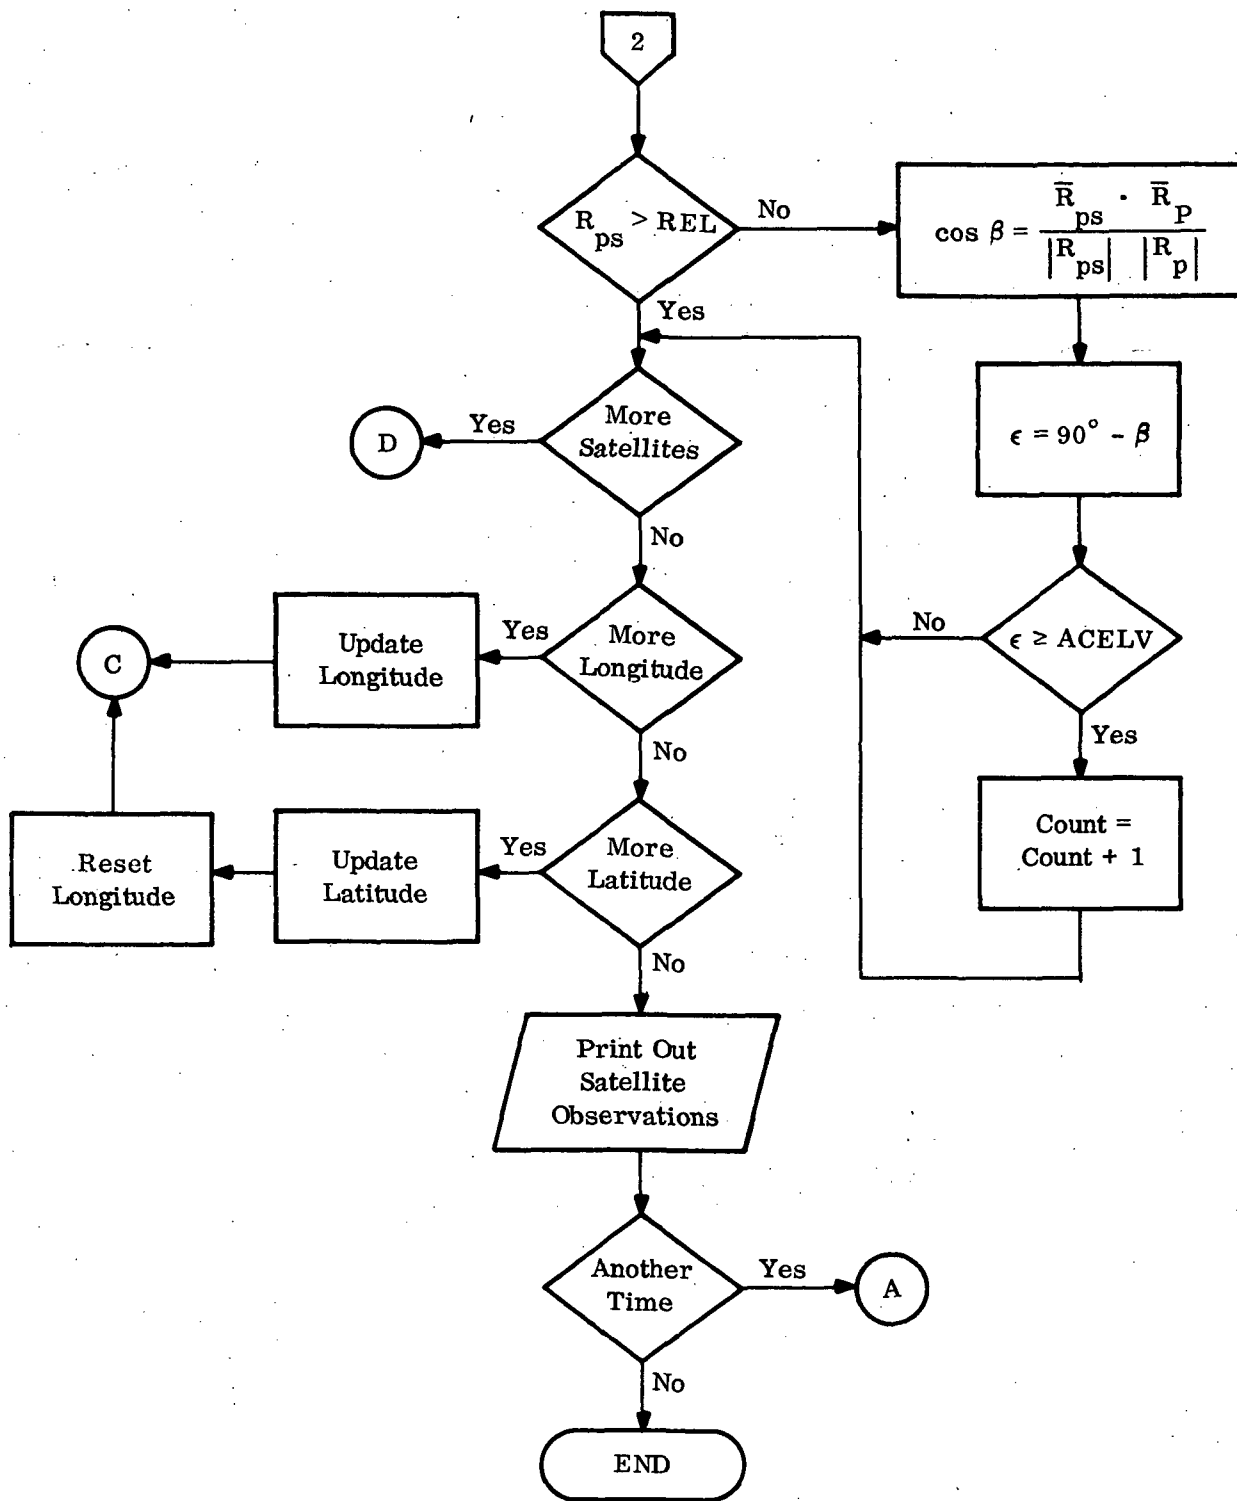 2
R_ps > REL
No
cos β = (R̅_ps · R̅_P) / (|R_ps| |R_p|)
Yes
More
Satellites
Yes
D
ε = 90° - β
No
ε ≥ ACELV
No
Yes
Count =
Count + 1
More
Longitude
Yes
Update
Longitude
C
No
More
Latitude
Yes
Update
Latitude
Reset
Longitude
No
Print Out
Satellite
Observations
Another
Time
Yes
A
No
END